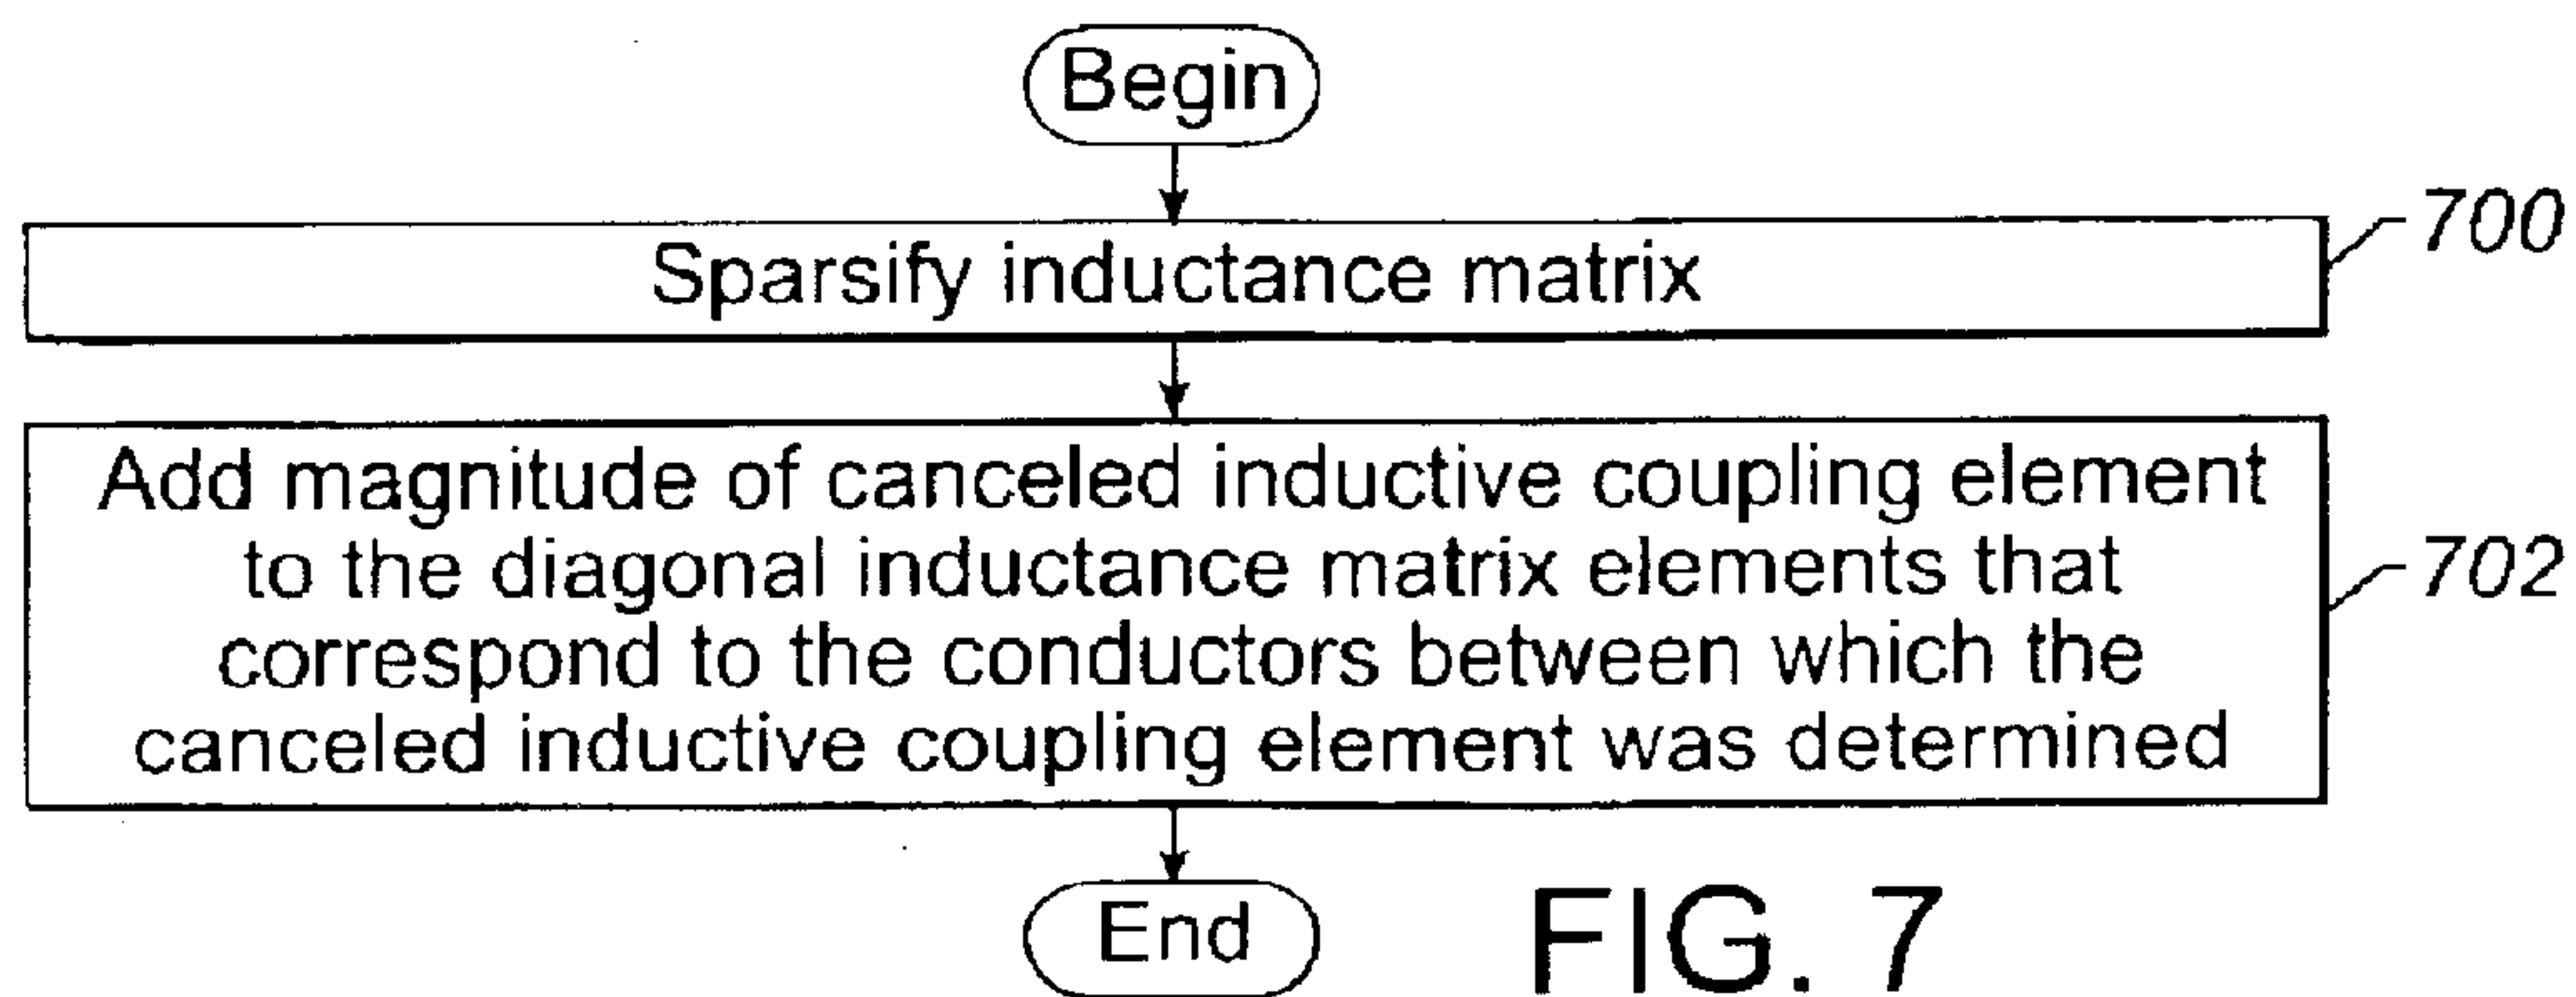 Begin
Sparsify inductance matrix
700
Add magnitude of canceled inductive coupling element
to the diagonal inductance matrix elements that
correspond to the conductors between which the
canceled inductive coupling element was determined
702
End
FIG. 7